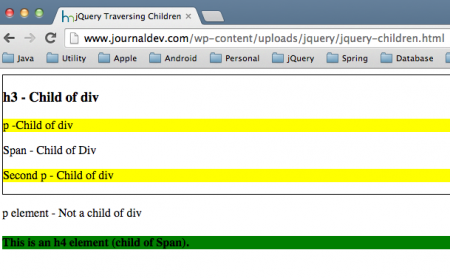 jQuery Traversing Children
www.journaldev.com/wp-content/uploads/jquery/jquery-children.html
Java Utility Apple Android Personal jQuery Spring Database
h3 - Child of div
p -Child of div
Span - Child of Div
Second p - Child of div
p element - Not a child of div
This is an h4 element (child of Span).